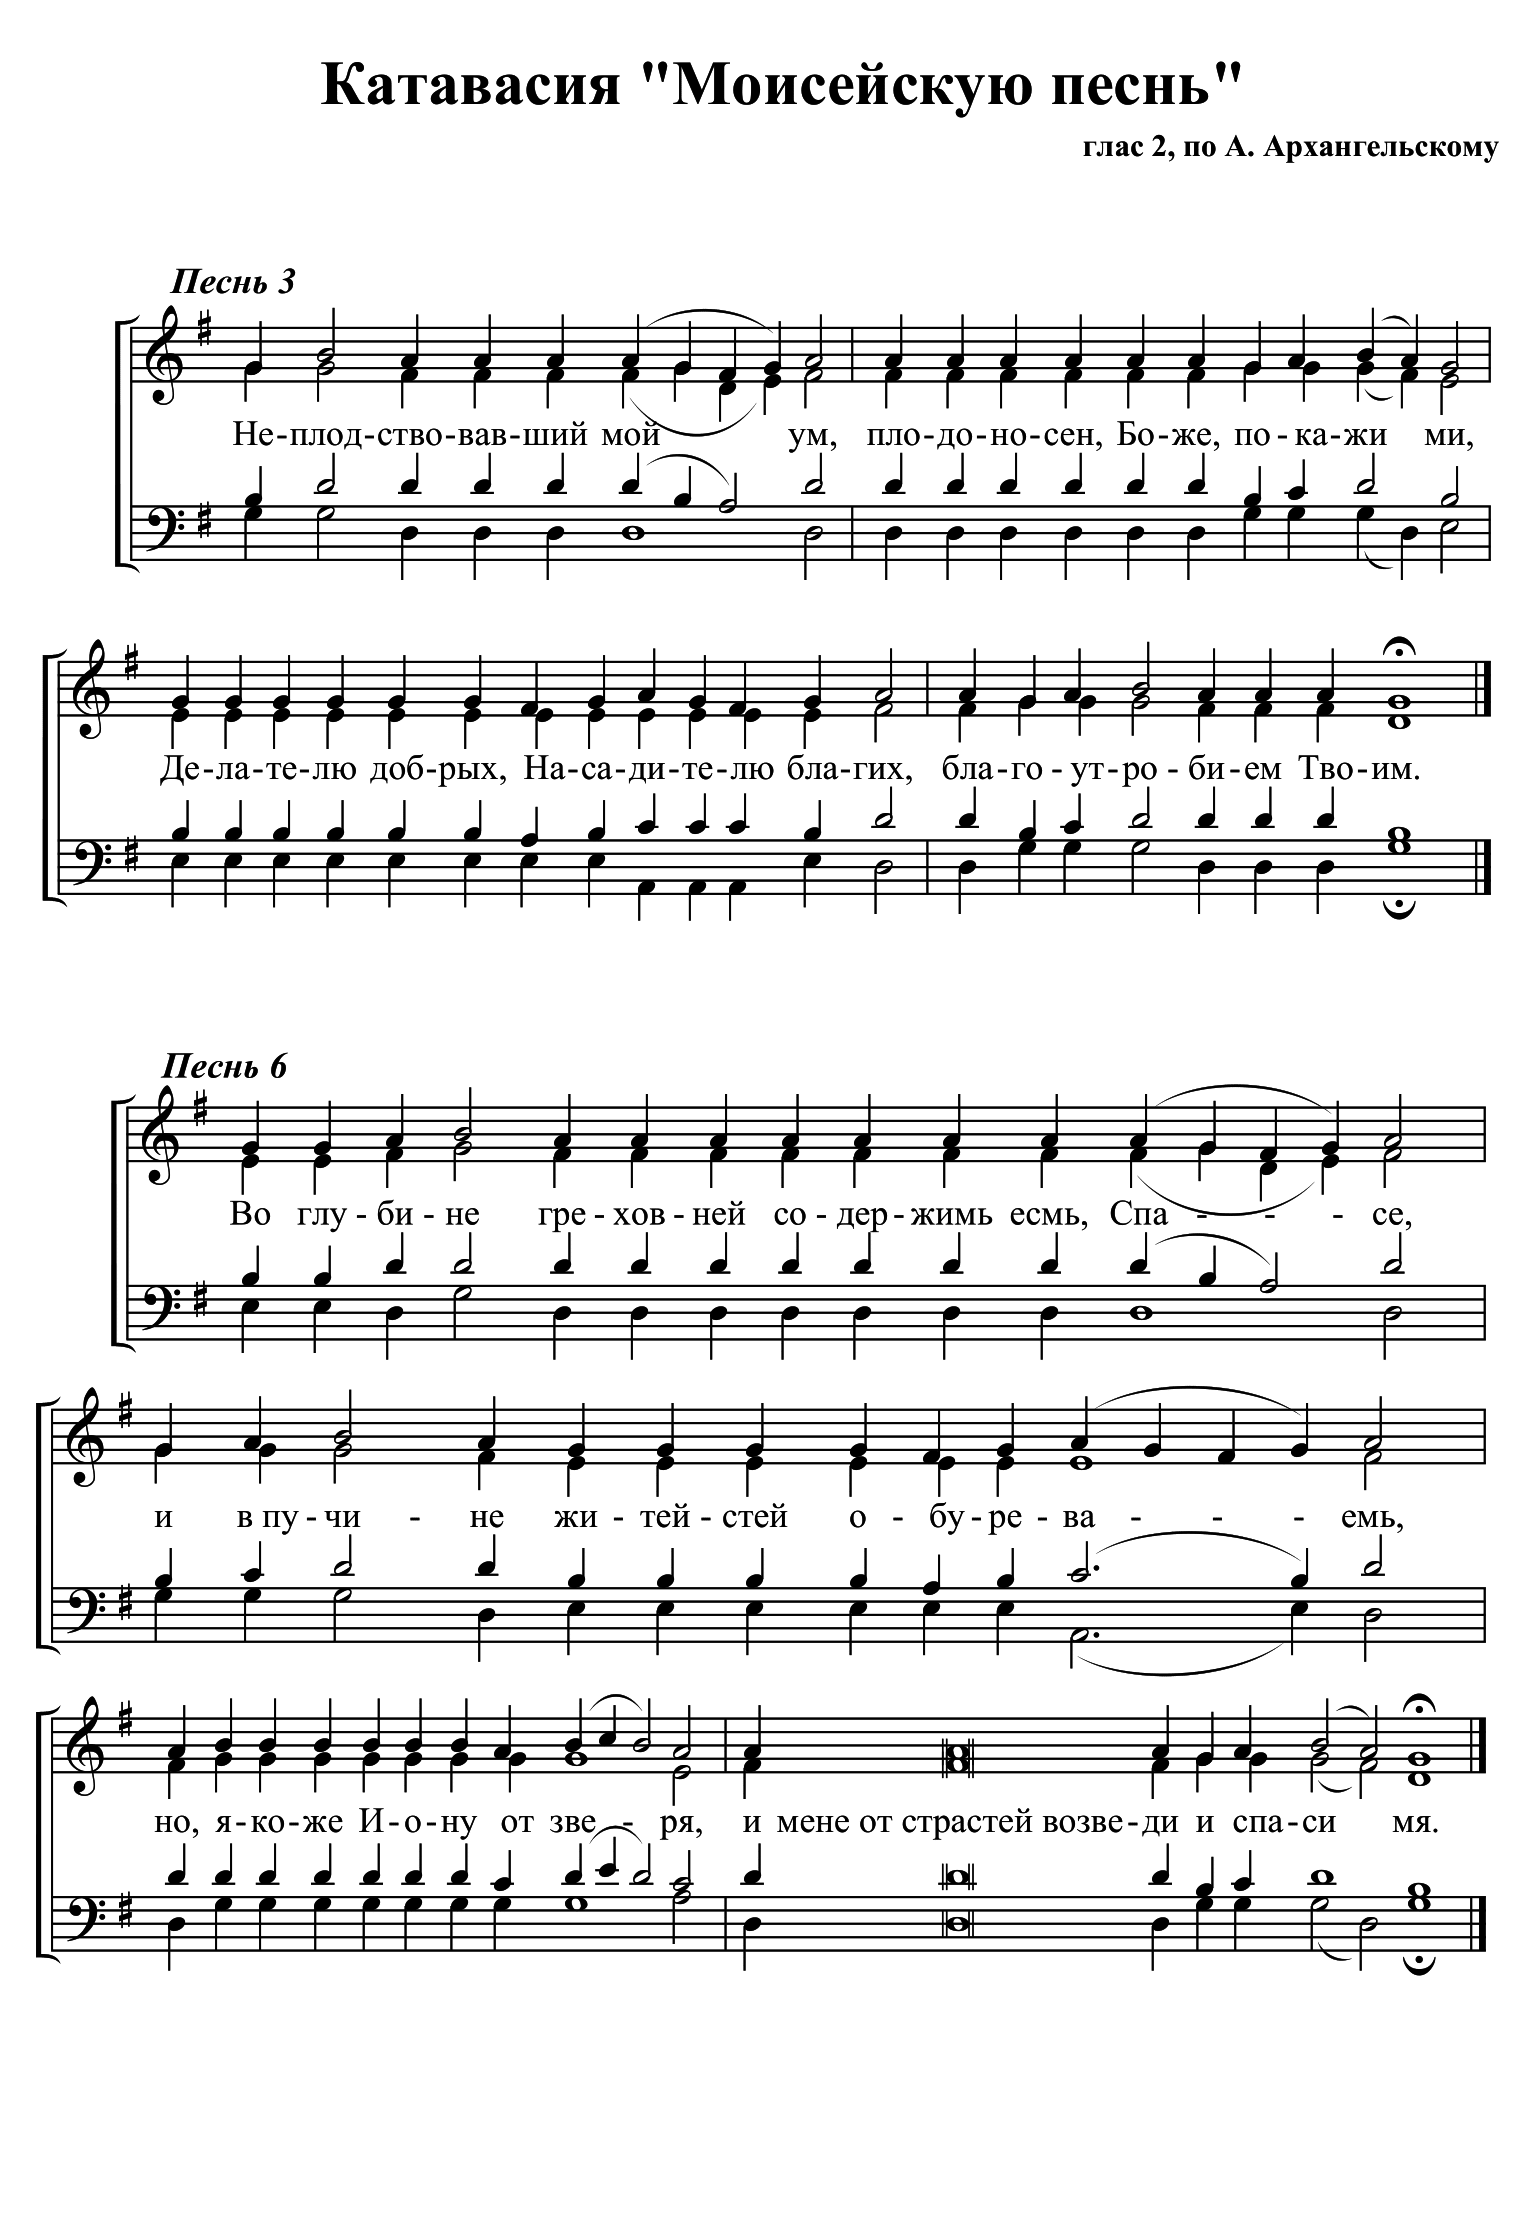 Катавасия "Моисейскую песнь"
глас 2, по А. Архангельскому
Песнь 3
Не-плод-ство-вав-ший мой ум, пло-до-но-сен, Бо-же, по-ка-жи ми,
Де-ла-те-лю доб-рых, На-са-ди-те-лю бла-гих, бла-го-ут-ро-би-ем Тво-им.
Песнь 6
Во глу-би-не гре-хов-ней со-дер-жимь есмь, Спа - - - се,
и в пу-чи - не жи-тей-стей о-бу-ре-ва - - - емь,
но, я-ко-же И-о-ну от зве - ря, и мене от страстей возве-ди и спа-си мя.